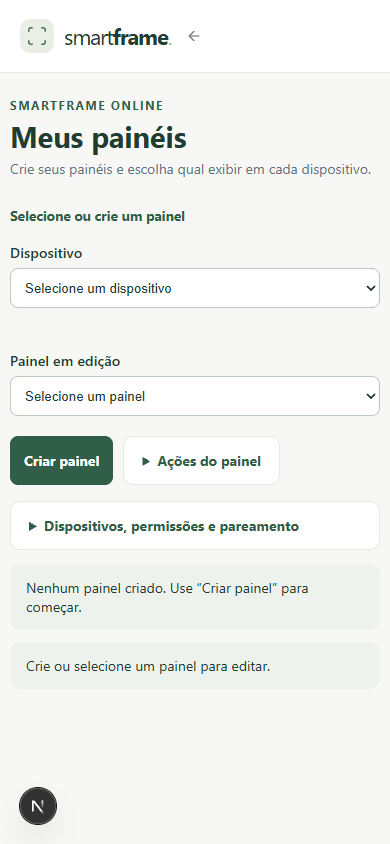 smartframe.
SMARTFRAME ONLINE
Meus painéis
Crie seus painéis e escolha qual exibir em cada dispositivo.
Selecione ou crie um painel
Dispositivo
Selecione um dispositivo
Painel em edição
Selecione um painel
Criar painel
Ações do painel
Dispositivos, permissões e pareamento
Nenhum painel criado. Use “Criar painel” para
começar.
Crie ou selecione um painel para editar.
N